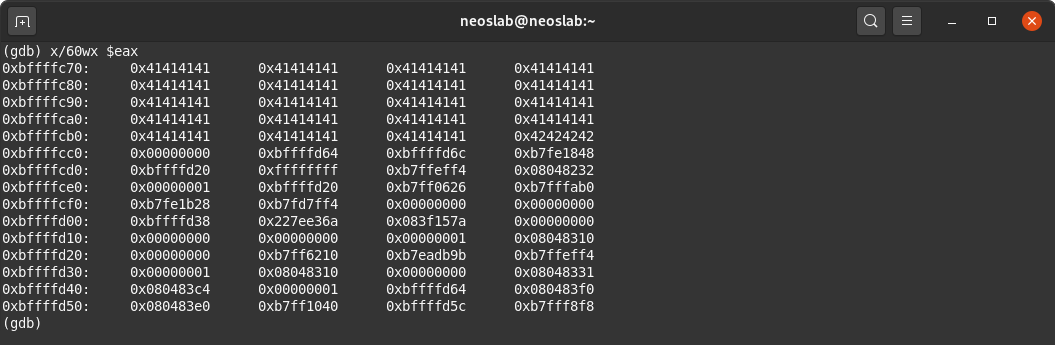 neoslab@neoslab:~
(gdb) x/60wx $eax
0xbffffc70: 0x41414141 0x41414141 0x41414141 0x41414141
0xbffffc80: 0x41414141 0x41414141 0x41414141 0x41414141
0xbffffc90: 0x41414141 0x41414141 0x41414141 0x41414141
0xbffffca0: 0x41414141 0x41414141 0x41414141 0x41414141
0xbffffcb0: 0x41414141 0x41414141 0x41414141 0x42424242
0xbffffcc0: 0x00000000 0xbffffd64 0xbffffd6c 0xb7fe1848
0xbffffcd0: 0xbffffd20 0xffffffff 0xb7ffeff4 0x08048232
0xbffffce0: 0x00000001 0xbffffd20 0xb7ff0626 0xb7fffab0
0xbffffcf0: 0xb7fe1b28 0xb7fd7ff4 0x00000000 0x00000000
0xbffffd00: 0xbffffd38 0x227ee36a 0x083f157a 0x00000000
0xbffffd10: 0x00000000 0x00000000 0x00000001 0x08048310
0xbffffd20: 0x00000000 0xb7ff6210 0xb7eadb9b 0xb7ffeff4
0xbffffd30: 0x00000001 0x08048310 0x00000000 0x08048331
0xbffffd40: 0x080483c4 0x00000001 0xbffffd64 0x080483f0
0xbffffd50: 0x080483e0 0xb7ff1040 0xbffffd5c 0xb7fff8f8
(gdb)